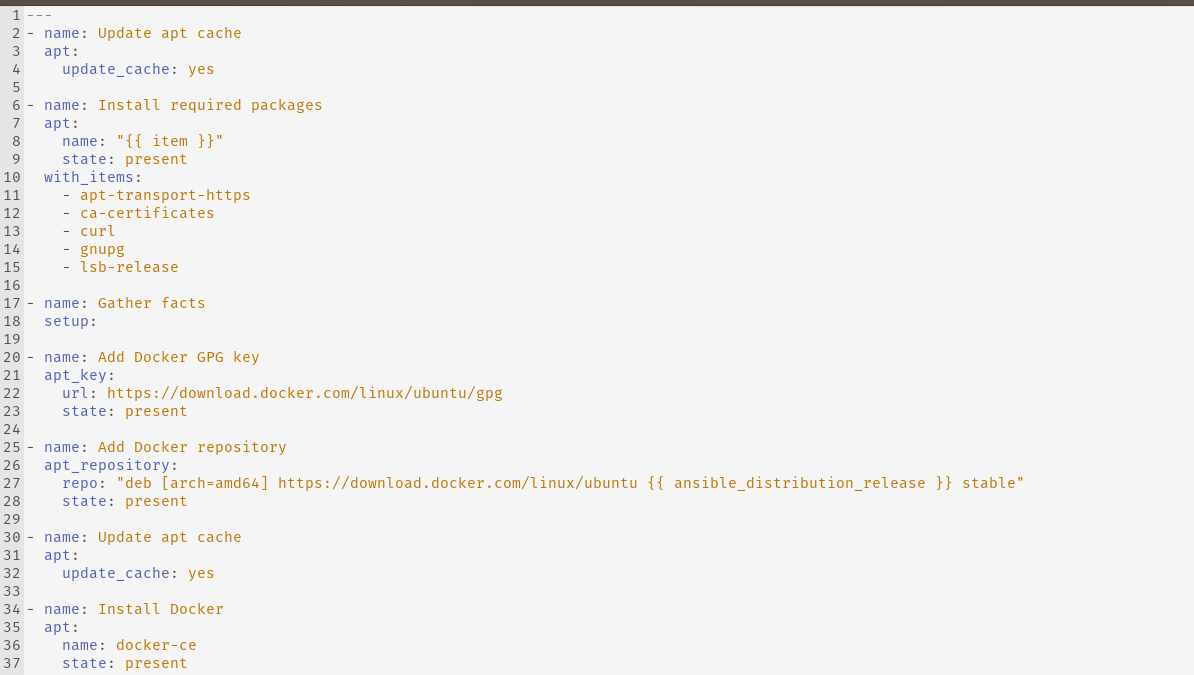 1 ---
2 - name: Update apt cache
3   apt:
4     update_cache: yes
5
6 - name: Install required packages
7   apt:
8     name: "{{ item }}"
9     state: present
10   with_items:
11     - apt-transport-https
12     - ca-certificates
13     - curl
14     - gnupg
15     - lsb-release
16
17 - name: Gather facts
18   setup:
19
20 - name: Add Docker GPG key
21   apt_key:
22     url: https://download.docker.com/linux/ubuntu/gpg
23     state: present
24
25 - name: Add Docker repository
26   apt_repository:
27     repo: "deb [arch=amd64] https://download.docker.com/linux/ubuntu {{ ansible_distribution_release }} stable"
28     state: present
29
30 - name: Update apt cache
31   apt:
32     update_cache: yes
33
34 - name: Install Docker
35   apt:
36     name: docker-ce
37     state: present